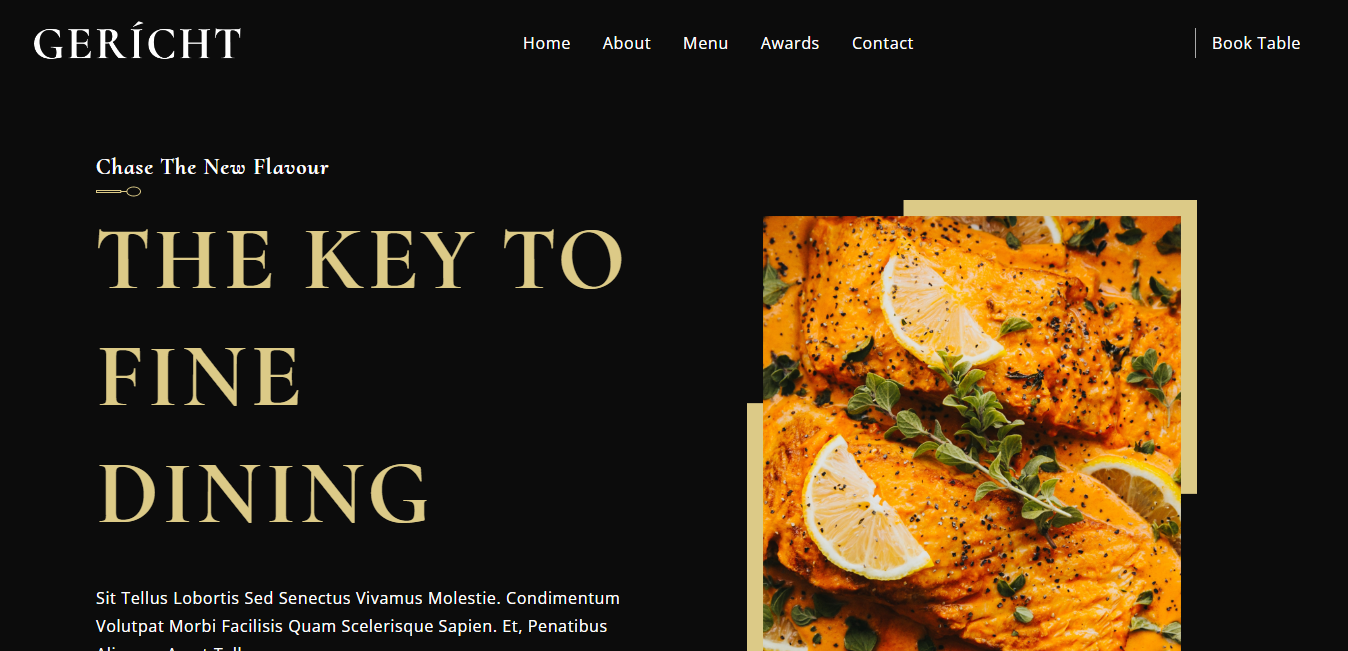 GERÍCHT
Home About Menu Awards Contact
Book Table
Chase The New Flavour
THE KEY TO
FINE
DINING
Sit Tellus Lobortis Sed Senectus Vivamus Molestie. Condimentum
Volutpat Morbi Facilisis Quam Scelerisque Sapien. Et, Penatibus